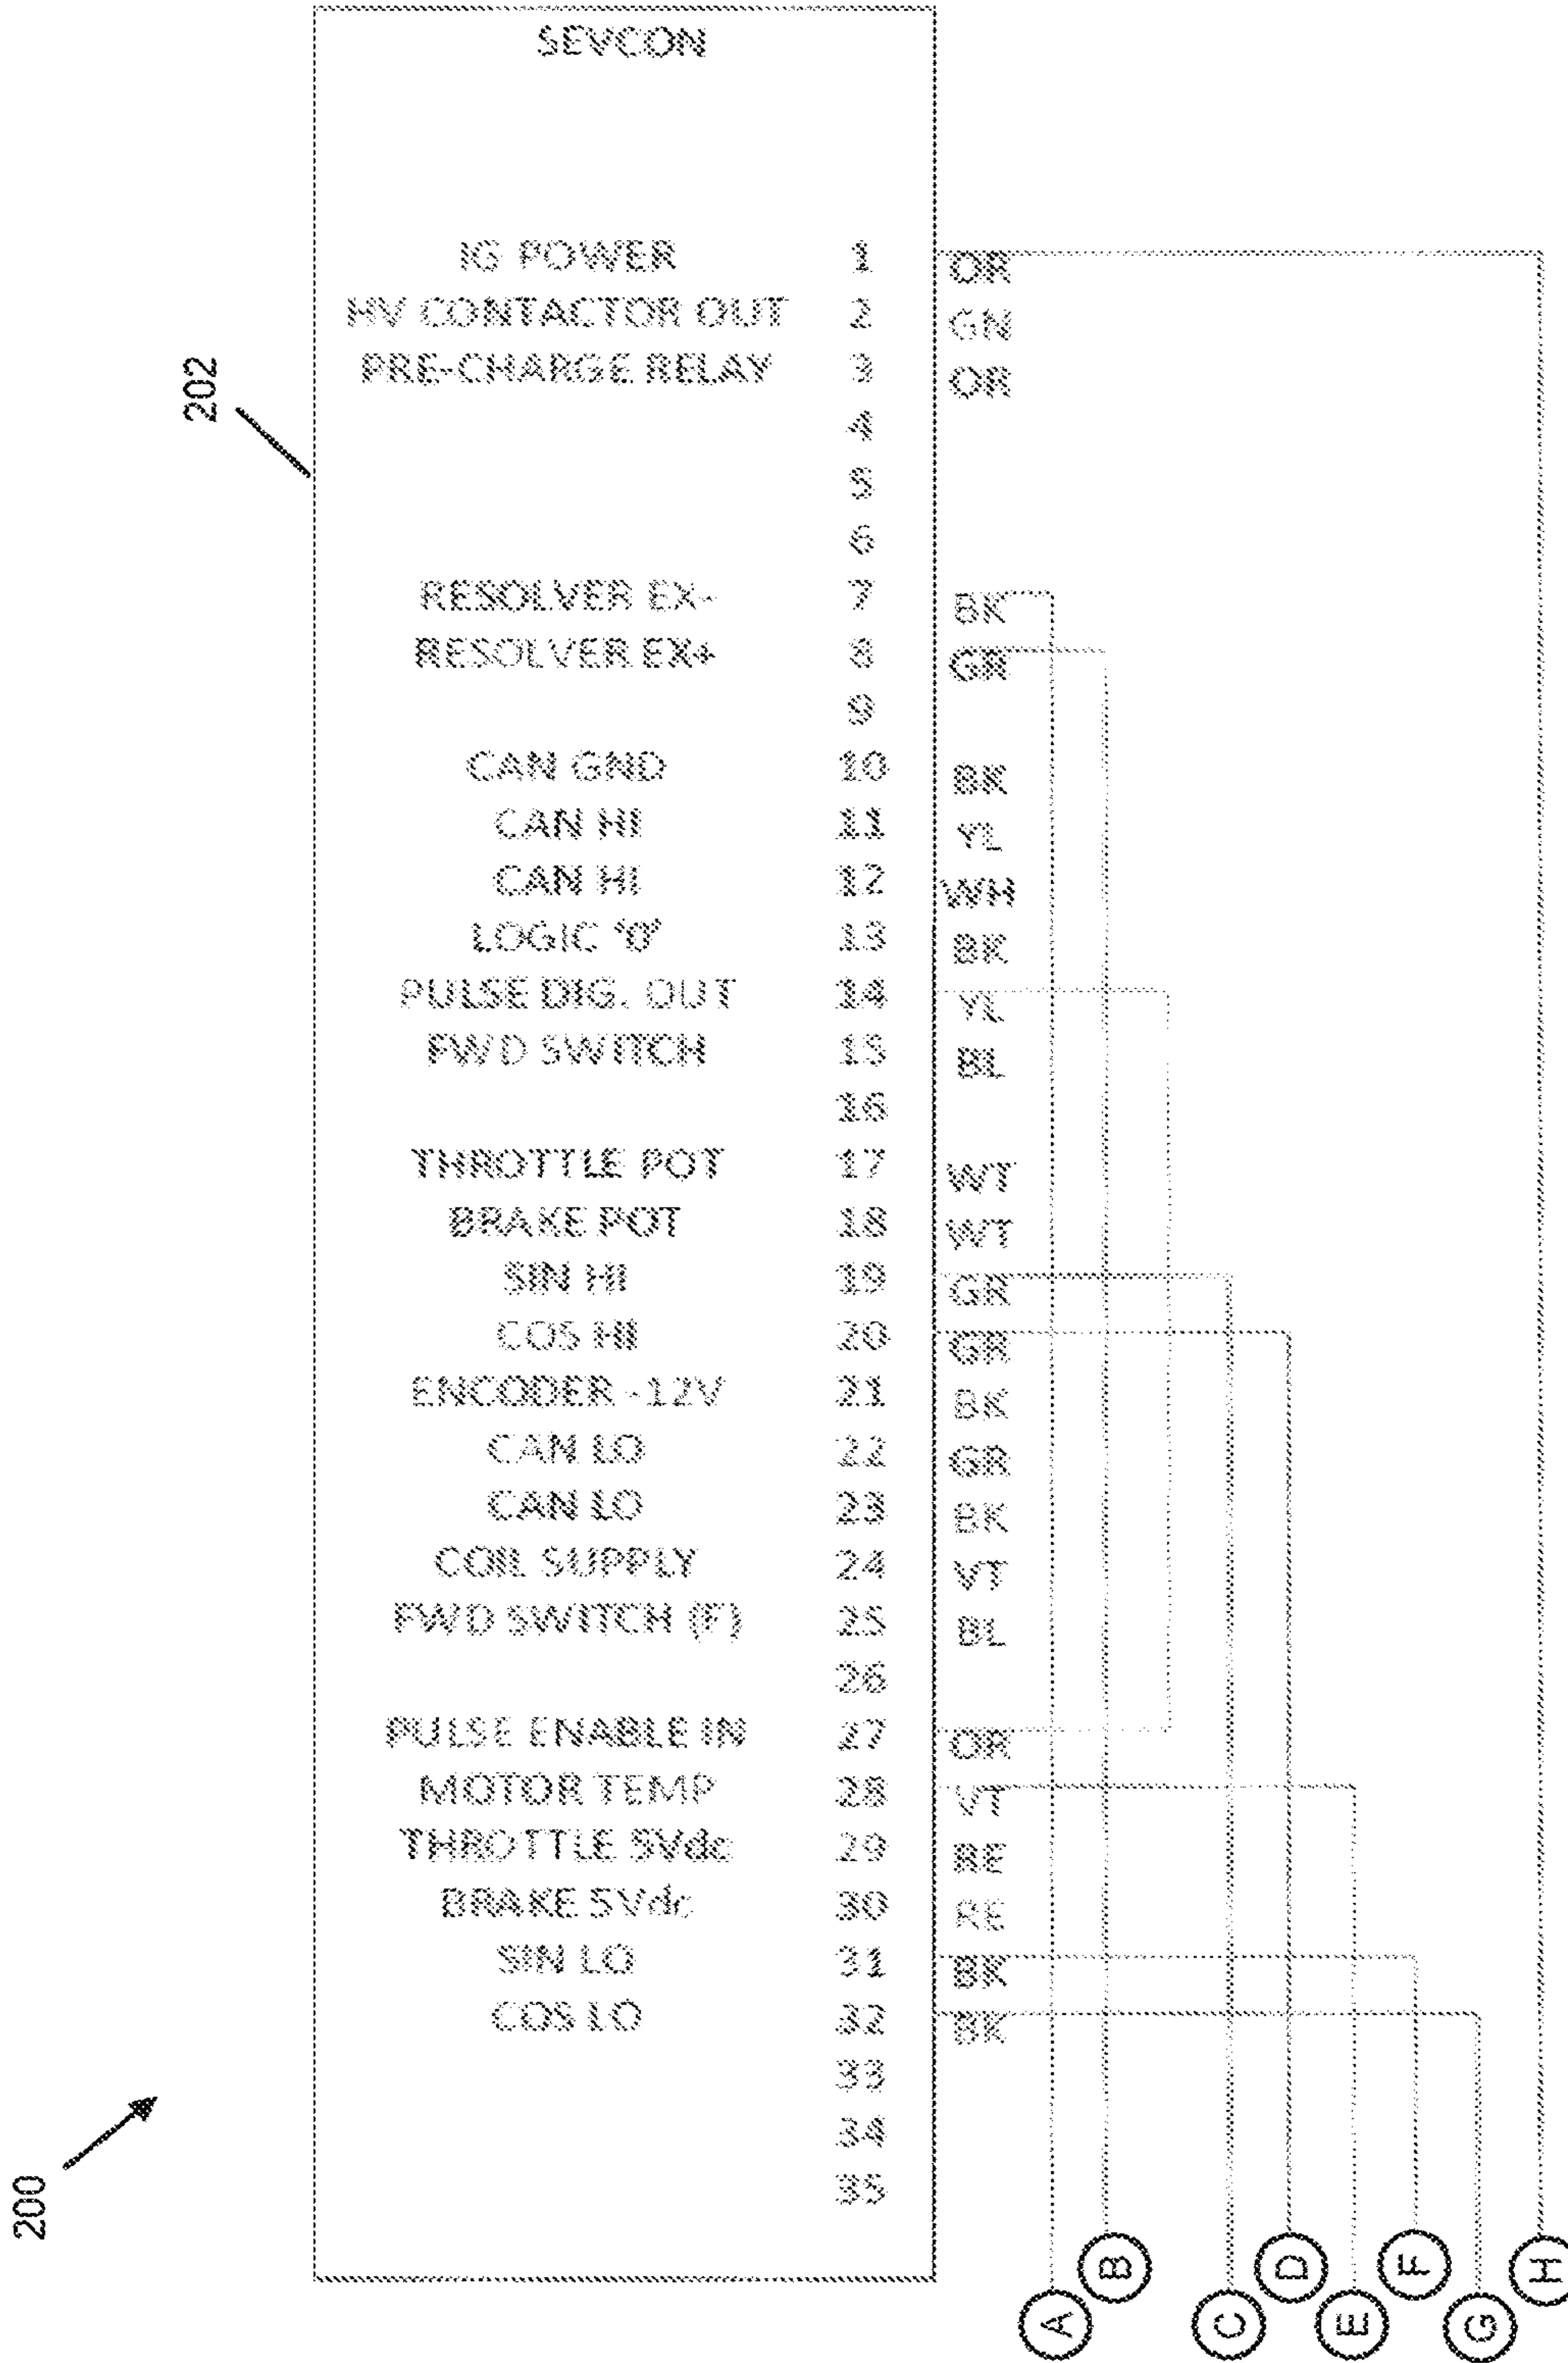 SEVCON
202
IG POWER 1 OR
HV CONTACTOR OUT 2 GN
PRE-CHARGE RELAY 3 OR
4
5
6
RESOLVER EX- 7 BK
RESOLVER EX+ 8 GR
9
CAN GND 10 BK
CAN HI 11 YL
CAN HI 12 WH
LOGIC '0' 13 BK
PULSE DIG. OUT 14 YL
FWD SWITCH 15 BL
16
THROTTLE POT 17 WT
BRAKE POT 18 WT
SIN HI 19 GR
COS HI 20 GR
ENCODER -12V 21 BK
CAN LO 22 GR
CAN LO 23 BK
COIL SUPPLY 24 VT
FWD SWITCH (F) 25 BL
26
PULSE ENABLE IN 27 OR
MOTOR TEMP 28 VT
THROTTLE 5Vdc 29 RE
BRAKE 5Vdc 30 RE
SIN LO 31 BK
COS LO 32 BK
33
34
35
200
A
B
C
D
E
F
G
H